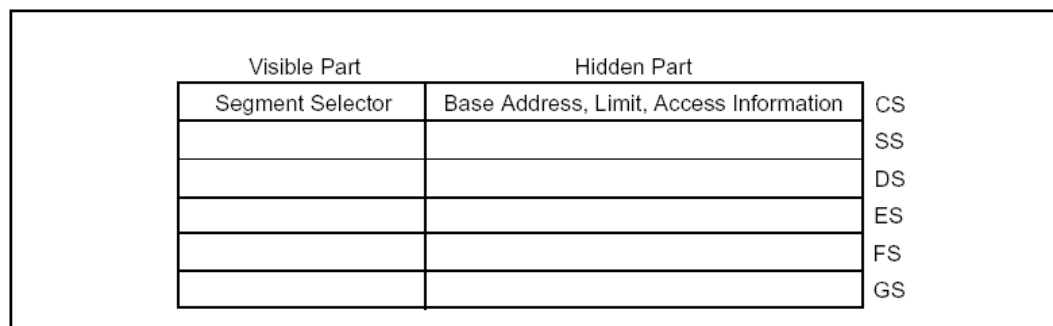 Visible Part Hidden Part
Segment Selector Base Address, Limit, Access Information CS
SS
DS
ES
FS
GS